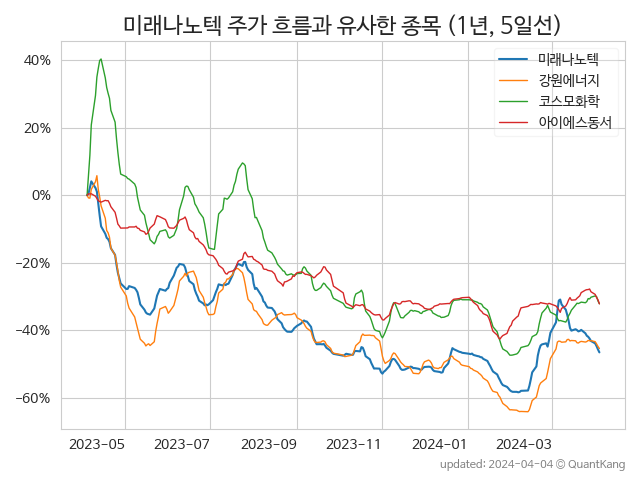 미래나노텍 주가 흐름과 유사한 종목 (1년, 5일선)
미래나노텍
강원에너지
코스모화학
아이에스동서
40%
20%
0%
−20%
−40%
−60%
2023-05 2023-07 2023-09 2023-11 2024-01 2024-03
updated: 2024-04-04 © QuantKang